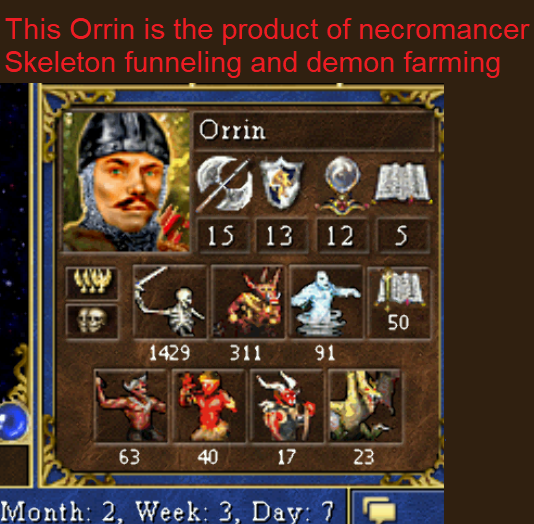 This Orrin is the product of necromancer
Skeleton funneling and demon farming
Orrin
15 13 12 5
50
1429 311 91
63 40 17 23
Month: 2, Week: 3, Day: 7